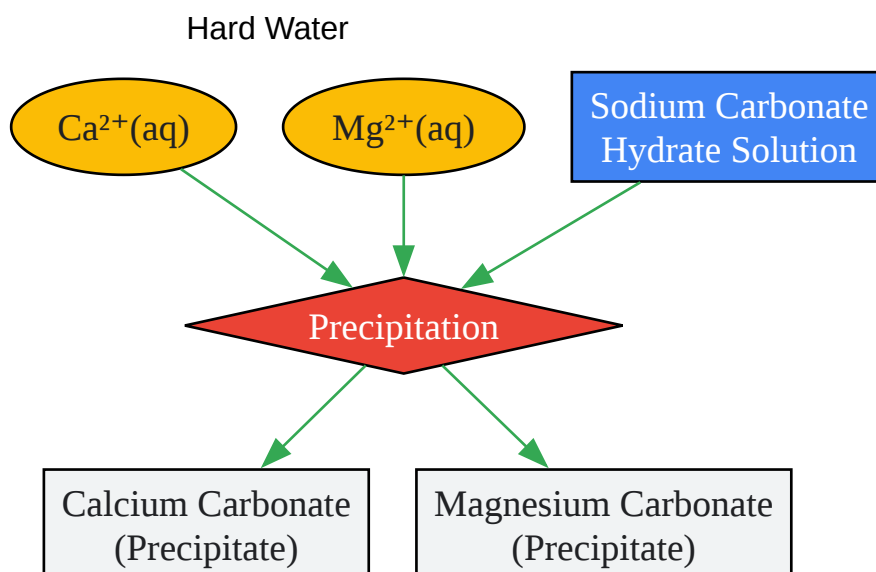 Hard Water
Ca²⁺(aq)
Mg²⁺(aq)
Sodium Carbonate
Hydrate Solution
Precipitation
Calcium Carbonate
(Precipitate)
Magnesium Carbonate
(Precipitate)